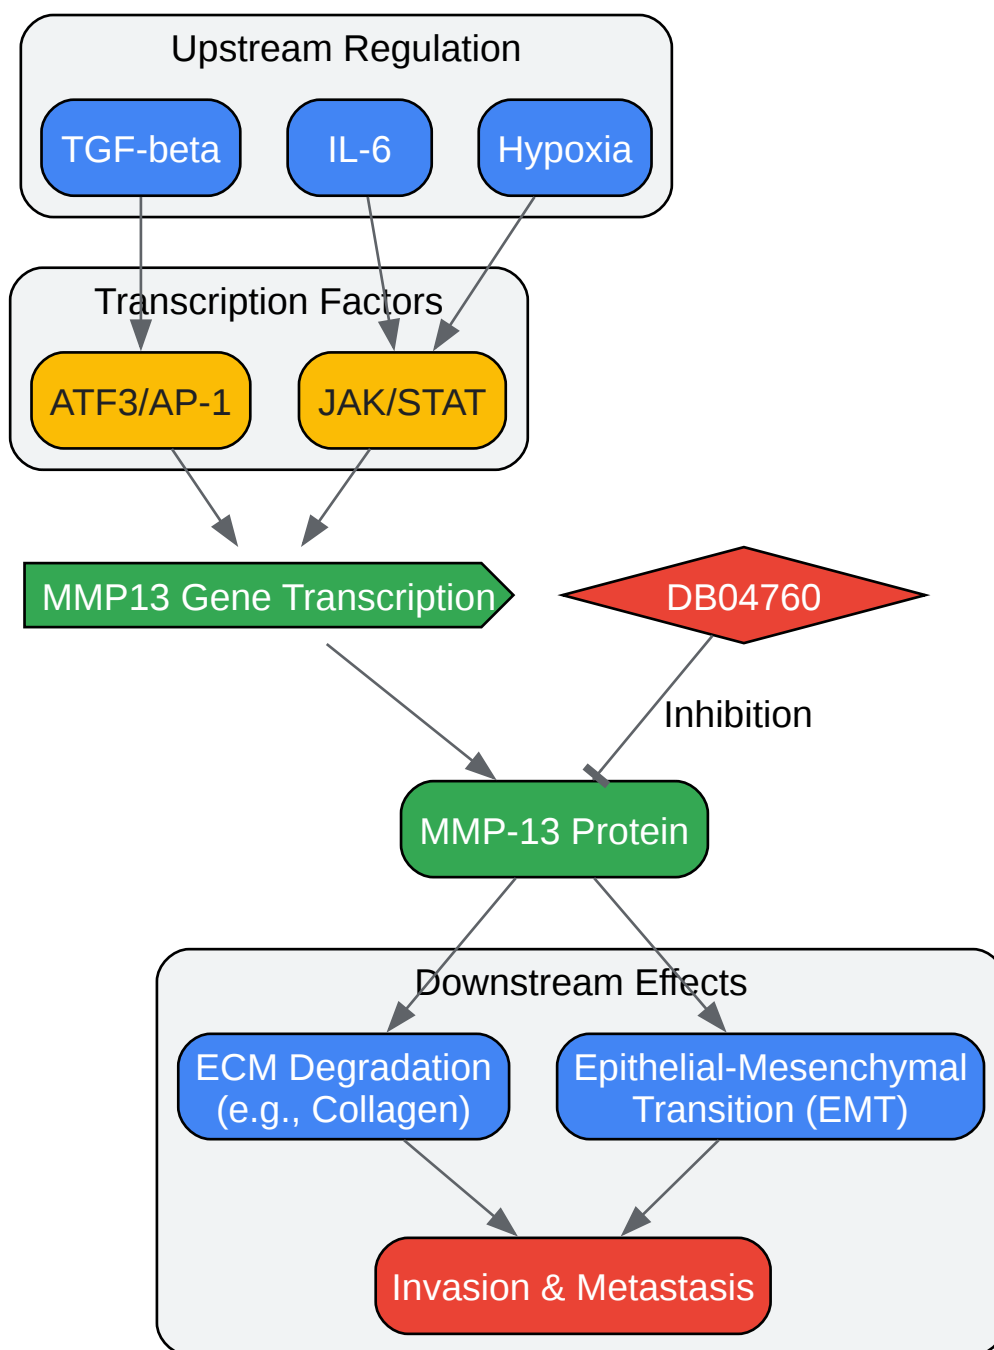 Upstream Regulation
TGF-beta
IL-6
Hypoxia
Transcription Factors
ATF3/AP-1
JAK/STAT
MMP13 Gene Transcription
DB04760
Inhibition
MMP-13 Protein
Downstream Effects
ECM Degradation
(e.g., Collagen)
Epithelial-Mesenchymal
Transition (EMT)
Invasion & Metastasis